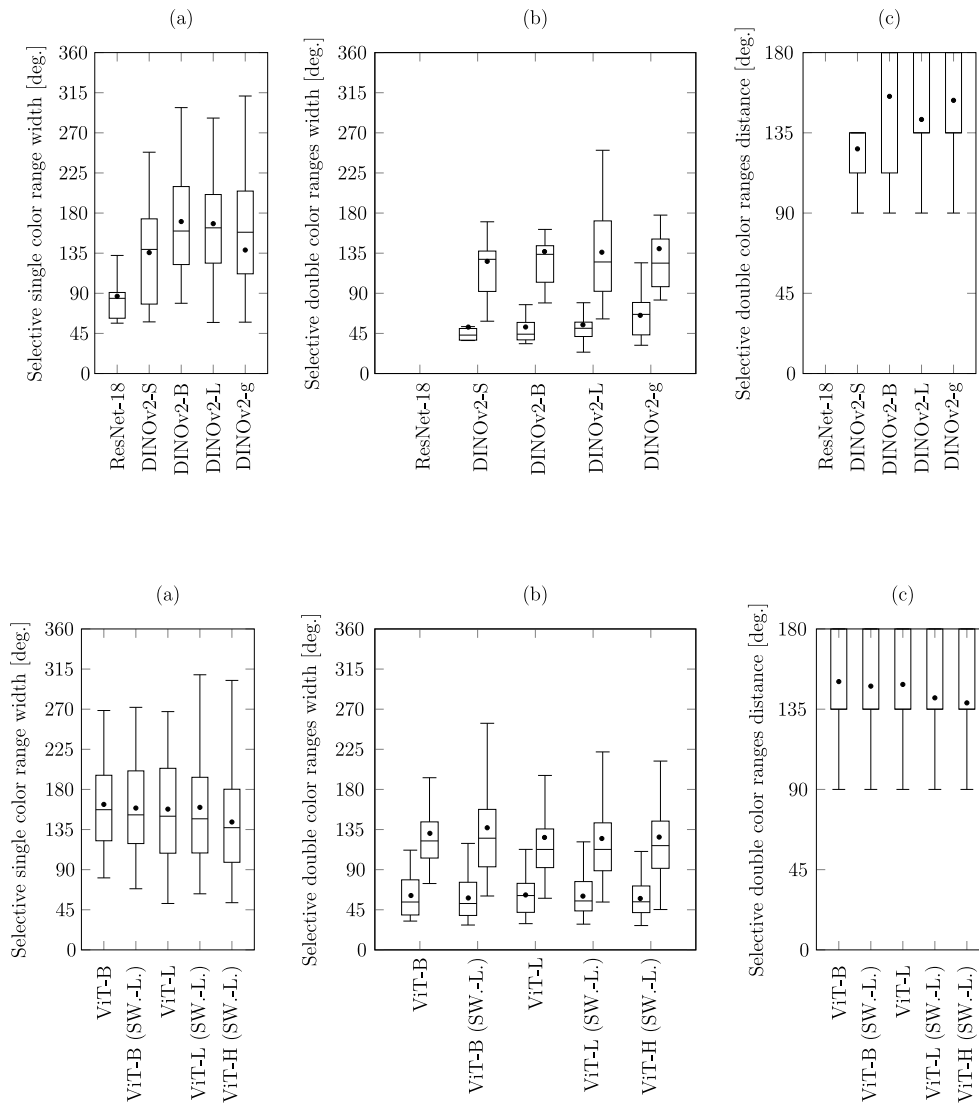 (a)
Selective single color range width [deg.]
360
315
270
225
180
135
90
45
0
ResNet-18
DINOv2-S
DINOv2-B
DINOv2-L
DINOv2-g
(b)
Selective double color ranges width [deg.]
360
315
270
225
180
135
90
45
0
ResNet-18
DINOv2-S
DINOv2-B
DINOv2-L
DINOv2-g
(c)
Selective double color ranges distance [deg.]
180
135
90
45
0
ResNet-18
DINOv2-S
DINOv2-B
DINOv2-L
DINOv2-g
(a)
Selective single color range width [deg.]
360
315
270
225
180
135
90
45
0
ViT-B
ViT-B (SW.-L.)
ViT-L
ViT-L (SW.-L.)
ViT-H (SW.-L.)
(b)
Selective double color ranges width [deg.]
360
315
270
225
180
135
90
45
0
ViT-B
ViT-B (SW.-L.)
ViT-L
ViT-L (SW.-L.)
ViT-H (SW.-L.)
(c)
Selective double color ranges distance [deg.]
180
135
90
45
0
ViT-B
ViT-B (SW.-L.)
ViT-L
ViT-L (SW.-L.)
ViT-H (SW.-L.)